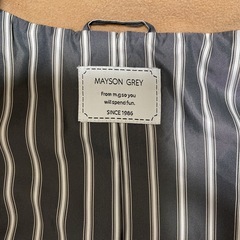 MAYSON GREY
From m.g.so you
will spend fun.
SINCE 1986